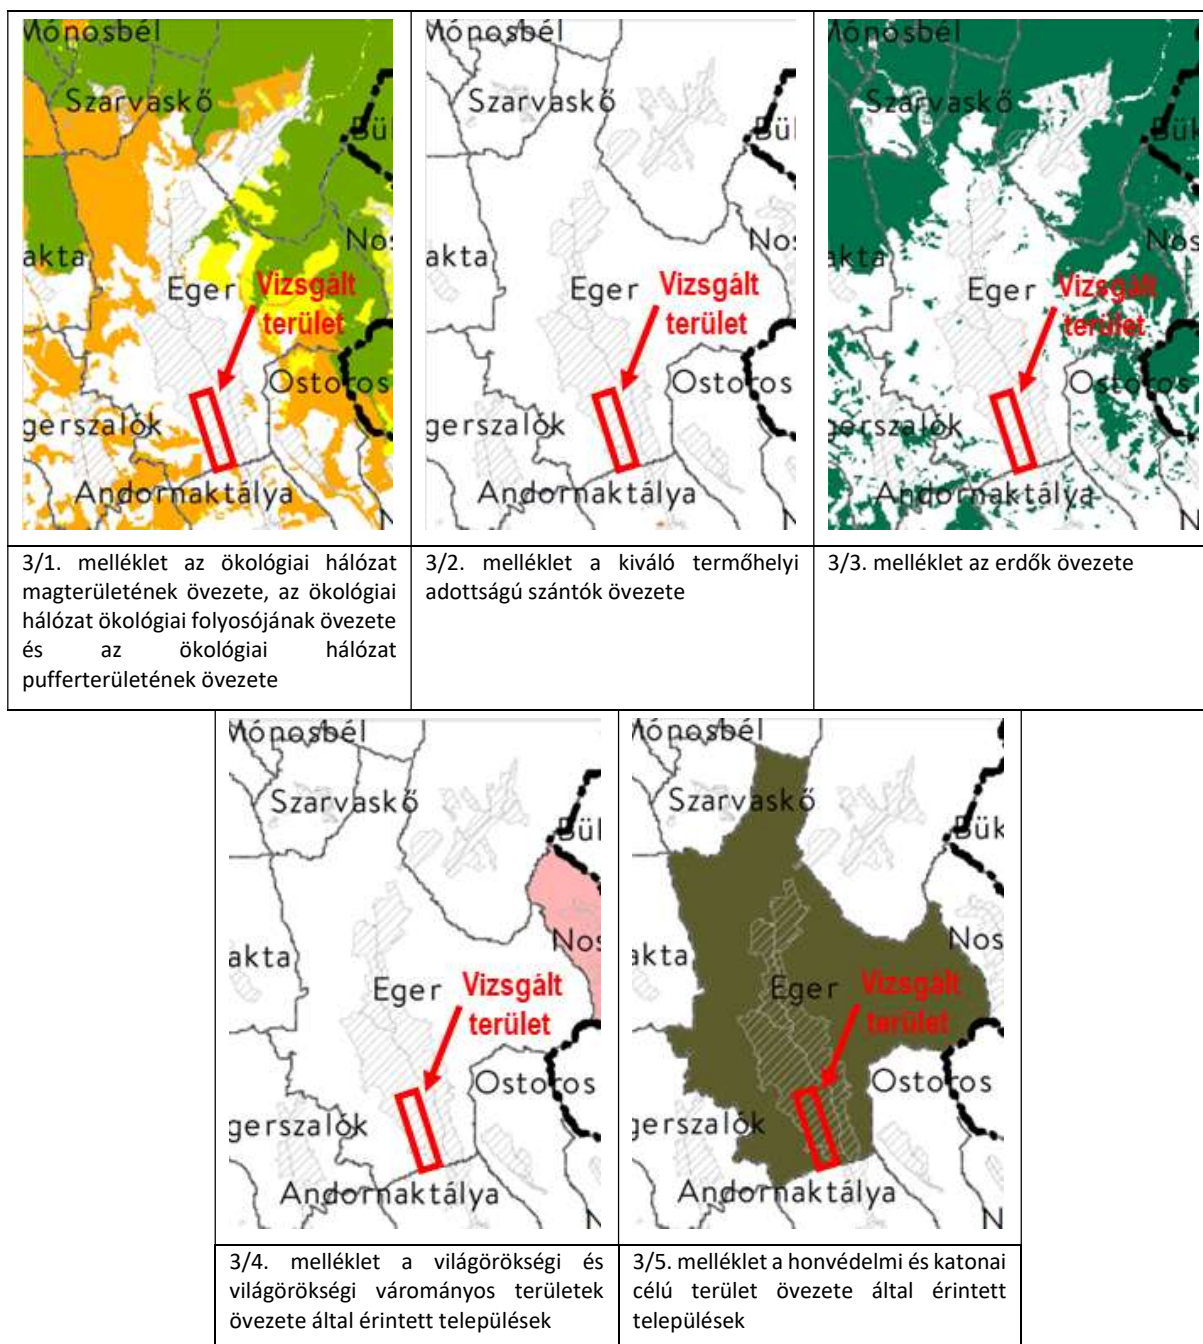 Mónosbél
Szarvaskő
Bük
Nos
akta
Eger
Vizsgált
terület
Ostoros
gerszalók
Andornaktálya
N
Mónosbél
Szarvaskő
Bük
Nos
akta
Eger
Vizsgált
terület
Ostoros
gerszalók
Andornaktálya
N
Mónosbél
Szarvaskő
Bük
Nos
akta
Eger
Vizsgált
terület
Ostoros
gerszalók
Andornaktálya
N
3/1. melléklet az ökológiai hálózat
magterületének övezete, az ökológiai
hálózat ökológiai folyosójának övezete
és az ökológiai hálózat
pufferterületének övezete
3/2. melléklet a kiváló termőhelyi
adottságú szántók övezete
3/3. melléklet az erdők övezete
Mónosbél
Szarvaskő
Bük
Nos
akta
Eger
Vizsgált
terület
Ostoros
gerszalók
Andornaktálya
N
Mónosbél
Szarvaskő
Bük
Nos
akta
Eger
Vizsgált
terület
Ostoros
gerszalók
Andornaktálya
N
3/4. melléklet a világörökségi és
világörökségi várományos területek
övezete által érintett települések
3/5. melléklet a honvédelmi és katonai
célú terület övezete által érintett
települések